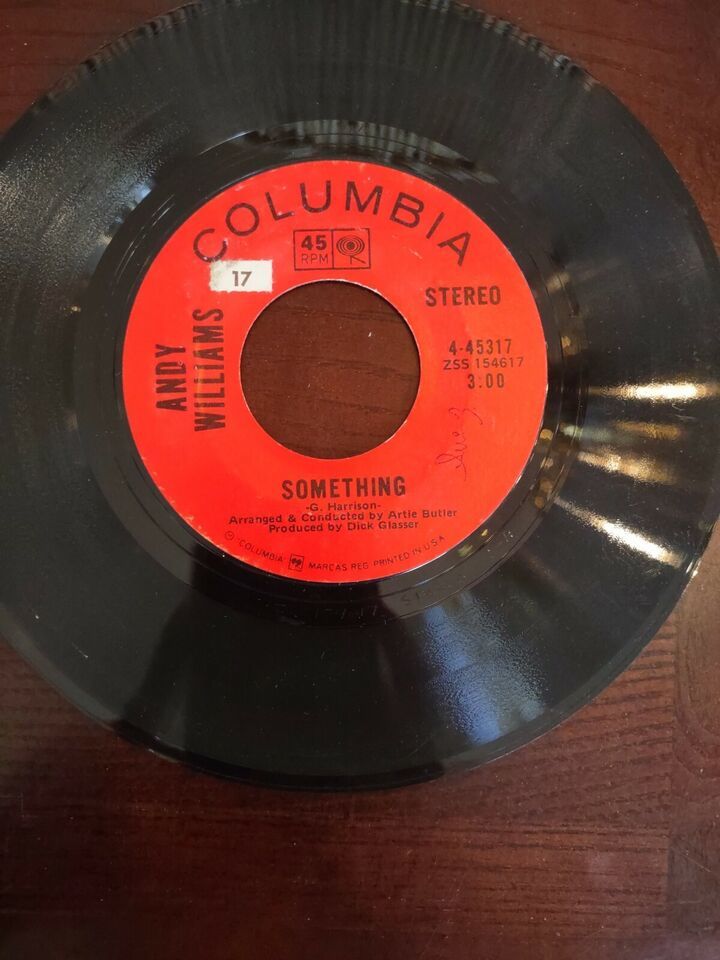 COLUMBIA
45
RPM
17
STEREO
ANDY
WILLIAMS
4-45317
ZSS 154617
3:00
SOMETHING
-G. Harrison-
Arranged & Conducted by Artie Butler
Produced by Dick Glasser
℗ "COLUMBIA" MARCAS REG. PRINTED IN U.S.A.